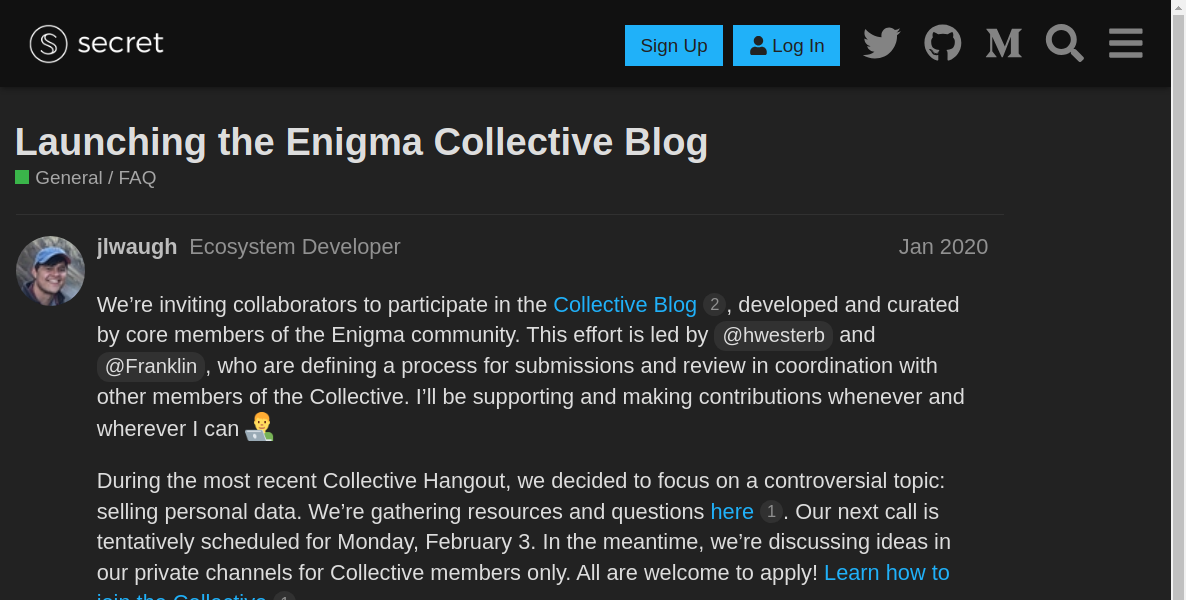 secret
Sign Up
Log In
Launching the Enigma Collective Blog
General / FAQ
jlwaugh Ecosystem Developer Jan 2020
We’re inviting collaborators to participate in the Collective Blog 2, developed and curated
by core members of the Enigma community. This effort is led by @hwesterb and
@Franklin, who are defining a process for submissions and review in coordination with
other members of the Collective. I’ll be supporting and making contributions whenever and
wherever I can
During the most recent Collective Hangout, we decided to focus on a controversial topic:
selling personal data. We’re gathering resources and questions here 1. Our next call is
tentatively scheduled for Monday, February 3. In the meantime, we’re discussing ideas in
our private channels for Collective members only. All are welcome to apply! Learn how to
join the Collective 1